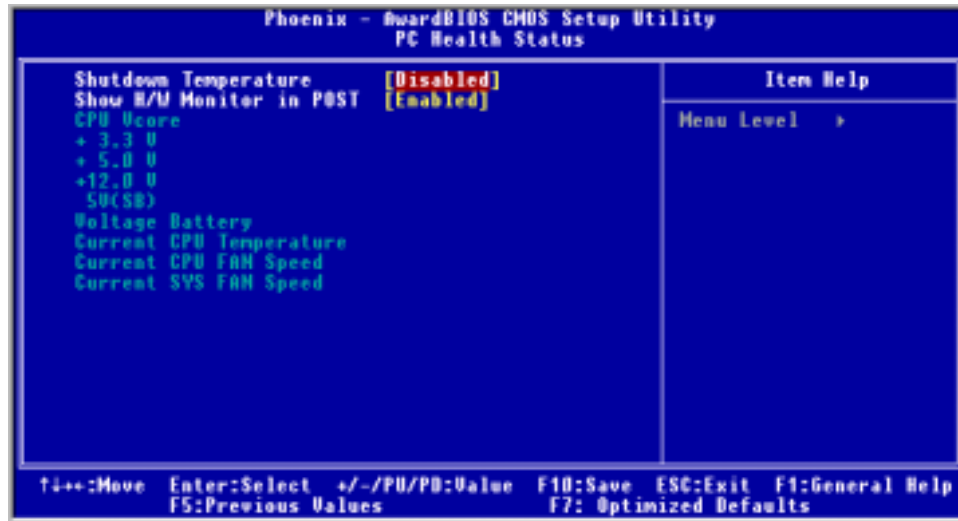 Phoenix - AwardBIOS CMOS Setup Utility
PC Health Status
Shutdown Temperature [Disabled]
Show H/W Monitor in POST [Enabled]
CPU Vcore
+ 3.3 V
+ 5.0 V
+12.0 V
5V(SB)
Voltage Battery
Current CPU Temperature
Current CPU FAN Speed
Current SYS FAN Speed
Item Help
Menu Level ▸
↑↓→←:Move Enter:Select +/-/PU/PD:Value F10:Save ESC:Exit F1:General Help
F5:Previous Values F7: Optimized Defaults